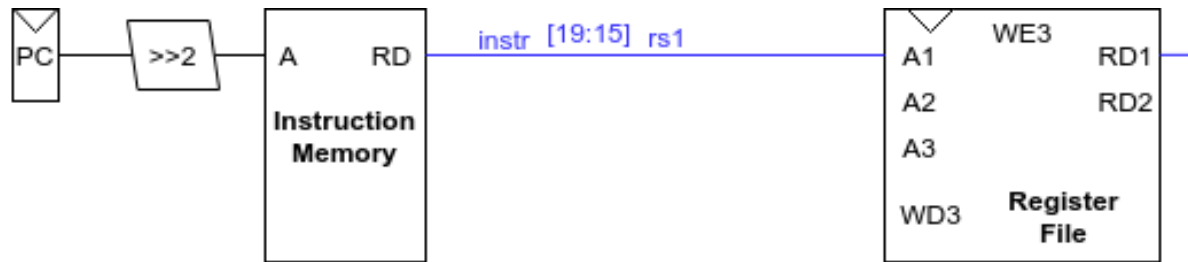 PC
>>2
A RD
Instruction
Memory
instr [19:15] rs1
WE3
A1 RD1
A2 RD2
A3
WD3
Register
File